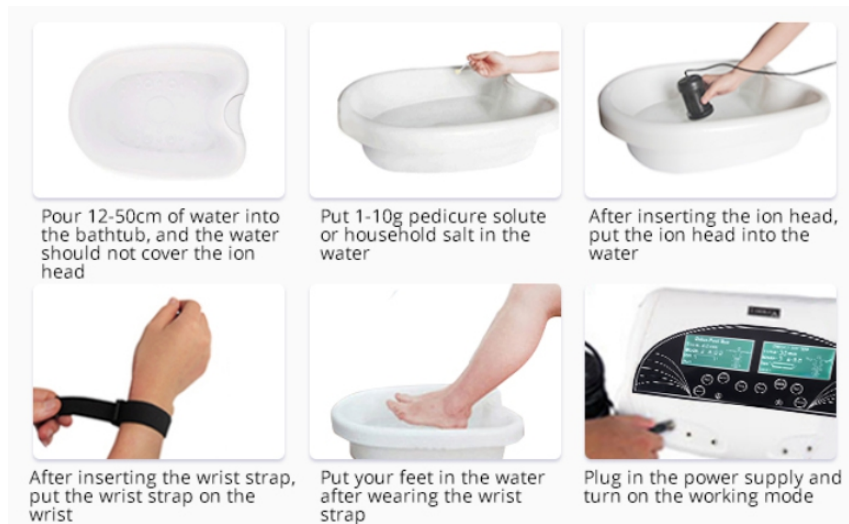 Pour 12-50cm of water into
the bathtub, and the water
should not cover the ion
head
Put 1-10g pedicure solute
or household salt in the
water
After inserting the ion head,
put the ion head into the
water
After inserting the wrist strap,
put the wrist strap on the
wrist
Put your feet in the water
after wearing the wrist
strap
Plug in the power supply and
turn on the working mode